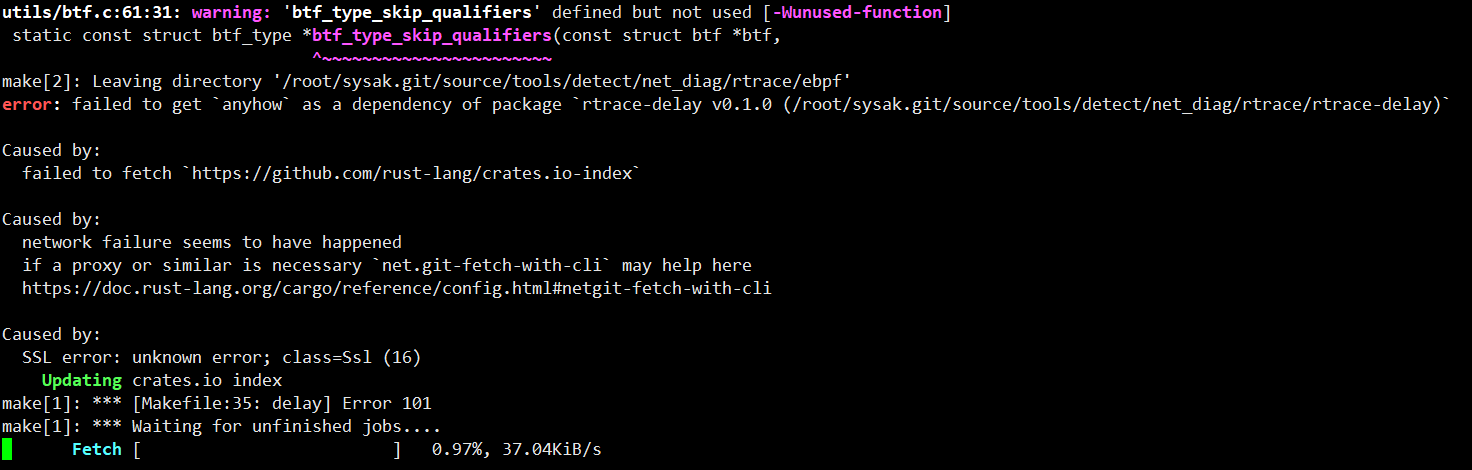 utils/btf.c:61:31: warning: 'btf_type_skip_qualifiers' defined but not used [-Wunused-function]
static const struct btf_type *btf_type_skip_qualifiers(const struct btf *btf,
^~~~~~~~~~~~~~~~~~~~~~~~
make[2]: Leaving directory '/root/sysak.git/source/tools/detect/net_diag/rtrace/ebpf'
error: failed to get `anyhow` as a dependency of package `rtrace-delay v0.1.0 (/root/sysak.git/source/tools/detect/net_diag/rtrace/rtrace-delay)`
Caused by:
failed to fetch `https://github.com/rust-lang/crates.io-index`
Caused by:
network failure seems to have happened
if a proxy or similar is necessary `net.git-fetch-with-cli` may help here
https://doc.rust-lang.org/cargo/reference/config.html#netgit-fetch-with-cli
Caused by:
SSL error: unknown error; class=Ssl (16)
Updating crates.io index
make[1]: *** [Makefile:35: delay] Error 101
make[1]: *** Waiting for unfinished jobs....
Fetch [                          ]   0.97%, 37.04KiB/s